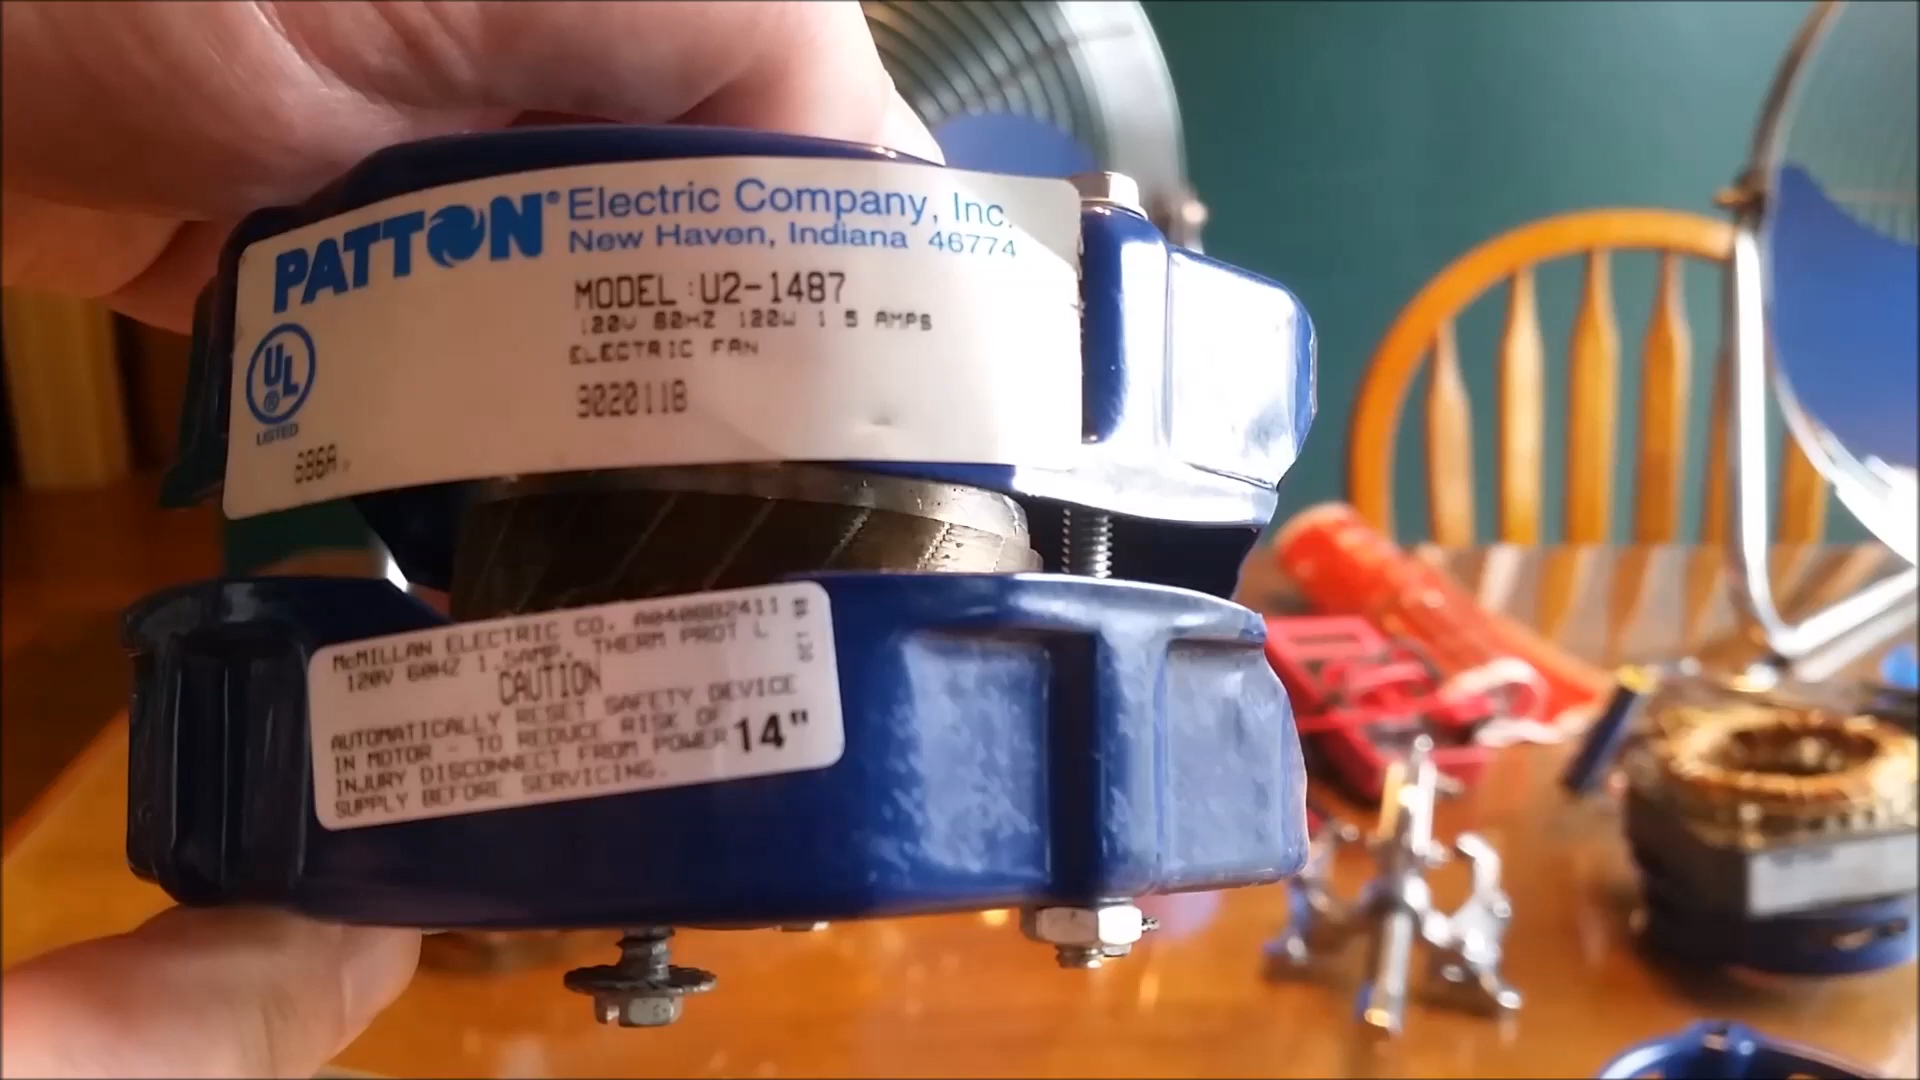 PATTON® Electric Company, Inc.
New Haven, Indiana 46774
MODEL: U2-1487
120V 60HZ 120W 1.5 AMPS
ELECTRIC FAN
3020118
UL
®
LISTED
686A
McMILLAN ELECTRIC CO.
120V 60HZ 1.5AMP. THERM PROT L
CAUTION
AUTOMATICALLY RESET SAFETY DEVICE
IN MOTOR - TO REDUCE RISK OF
INJURY DISCONNECT FROM POWER
SUPPLY BEFORE SERVICING.
14"